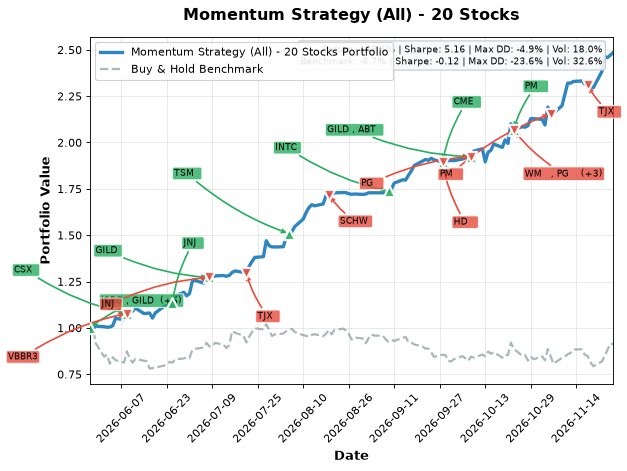 Momentum Strategy (All) - 20 Stocks
Momentum Strategy (All) - 20 Stocks Portfolio
Buy & Hold Benchmark
| Sharpe: 5.16 | Max DD: -4.9% | Vol: 18.0%
Benchmark: -8.7% | Sharpe: -0.12 | Max DD: -23.6% | Vol: 32.6%
Portfolio Value
2.50
2.25
2.00
1.75
1.50
1.25
1.00
0.75
PM
CME
TJX
GILD , ABT
INTC
TSM
PG
PM
WM , PG (+3)
SCHW
HD
JNJ
GILD
CSX
, GILD
JNJ
TJX
VBBR3
2026-06-07
2026-06-23
2026-07-09
2026-07-25
2026-08-10
2026-08-26
2026-09-11
2026-09-27
2026-10-13
2026-10-29
2026-11-14
Date